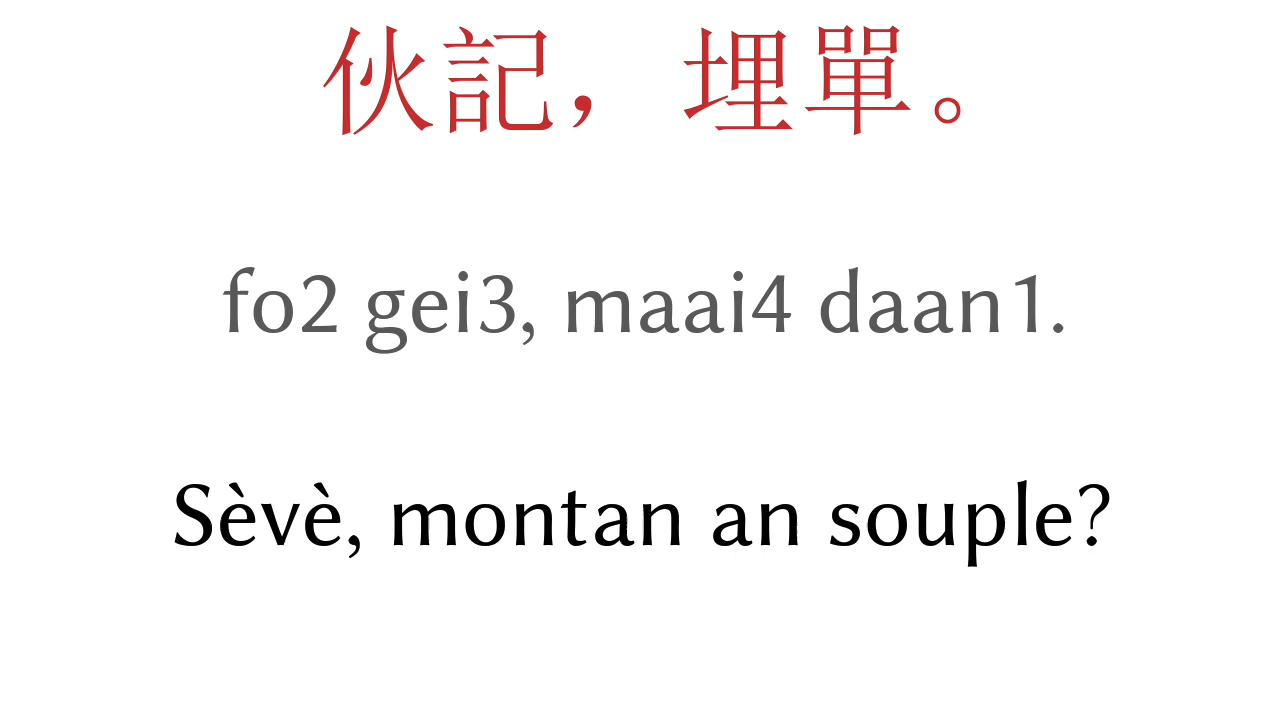 伙記，埋單。
fo2 gei3, maai4 daan1.
Sèvè, montan an souple?